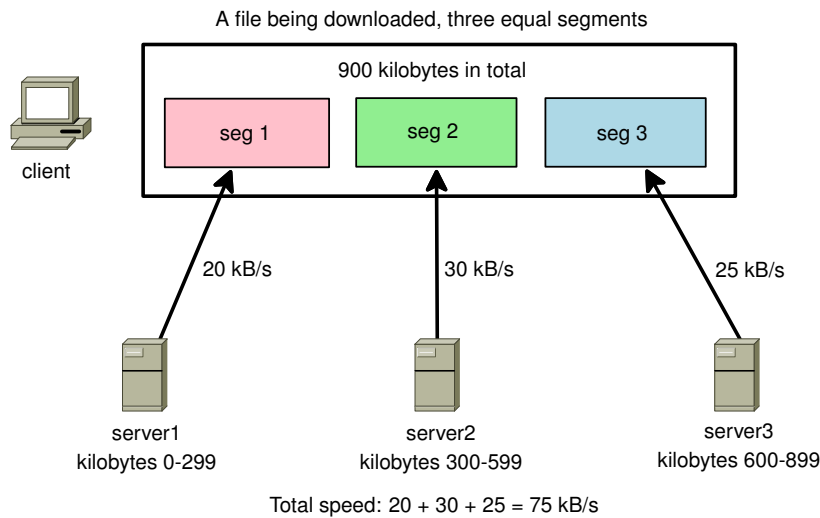 A file being downloaded, three equal segments
900 kilobytes in total
seg 1
seg 2
seg 3
client
20 kB/s
30 kB/s
25 kB/s
server1
kilobytes 0-299
server2
kilobytes 300-599
server3
kilobytes 600-899
Total speed: 20 + 30 + 25 = 75 kB/s